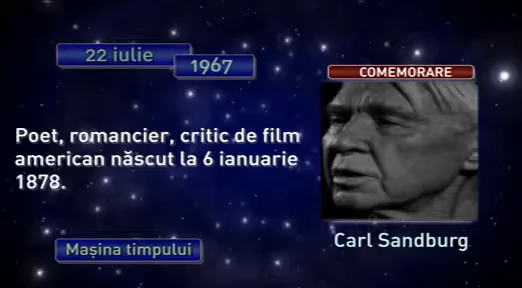 22 iulie
1967
COMEMORARE
Poet, romancier, critic de film
american născut la 6 ianuarie
1878.
Carl Sandburg
Mașina timpului